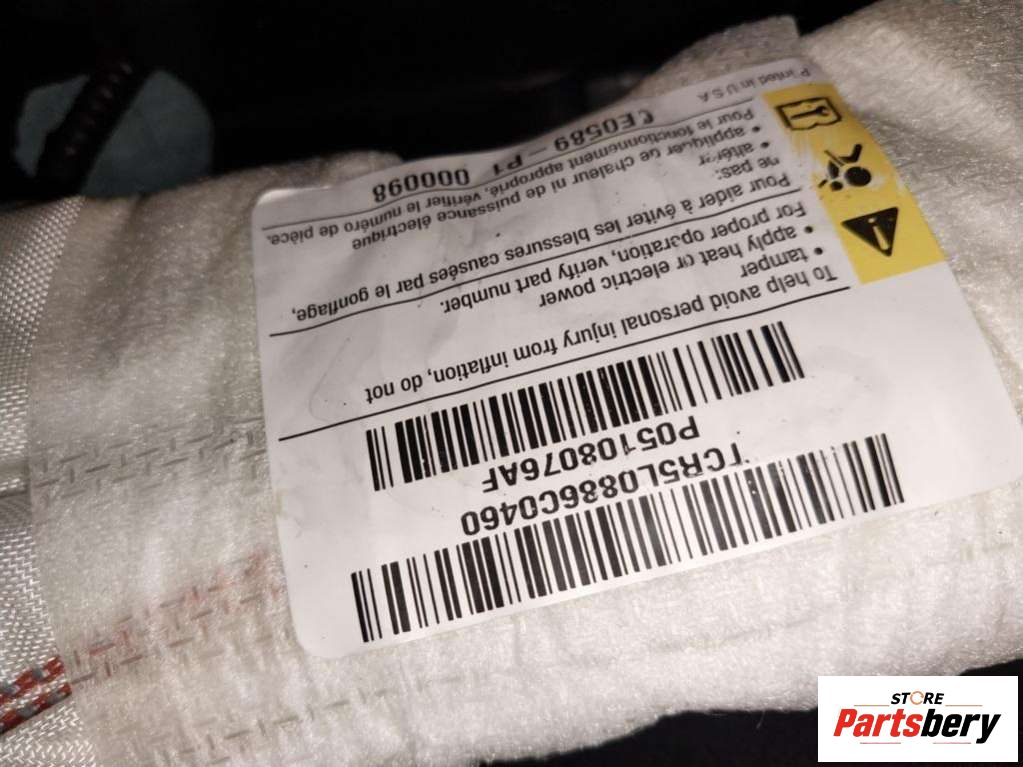 TCR5L0886C0460
P05108076AF
To help avoid personal injury from inflation, do not
• tamper
• apply heat or electric power
For proper operation, verify part number.
Pour aider à éviter les blessures causées par le gonflage,
ne pas:
• altérer
• appliquer de chaleur ni de puissance électrique
Pour le fonctionnement approprié, vérifier le numéro de pièce.
CE0589-P1 000098
Printed in U.S.A.
STORE
Partsbery